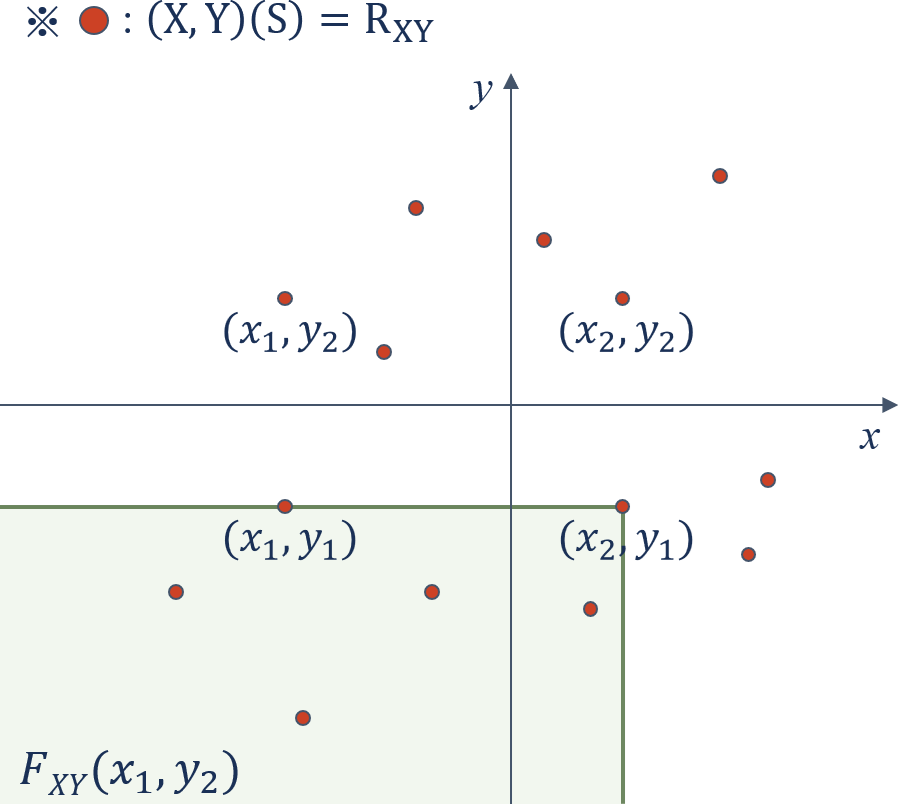 ※ ● : (X, Y)(S) = R_XY
y
(x₁, y₂) (x₂, y₂)
x
(x₁, y₁) (x₂, y₁)
F_XY(x₁, y₂)